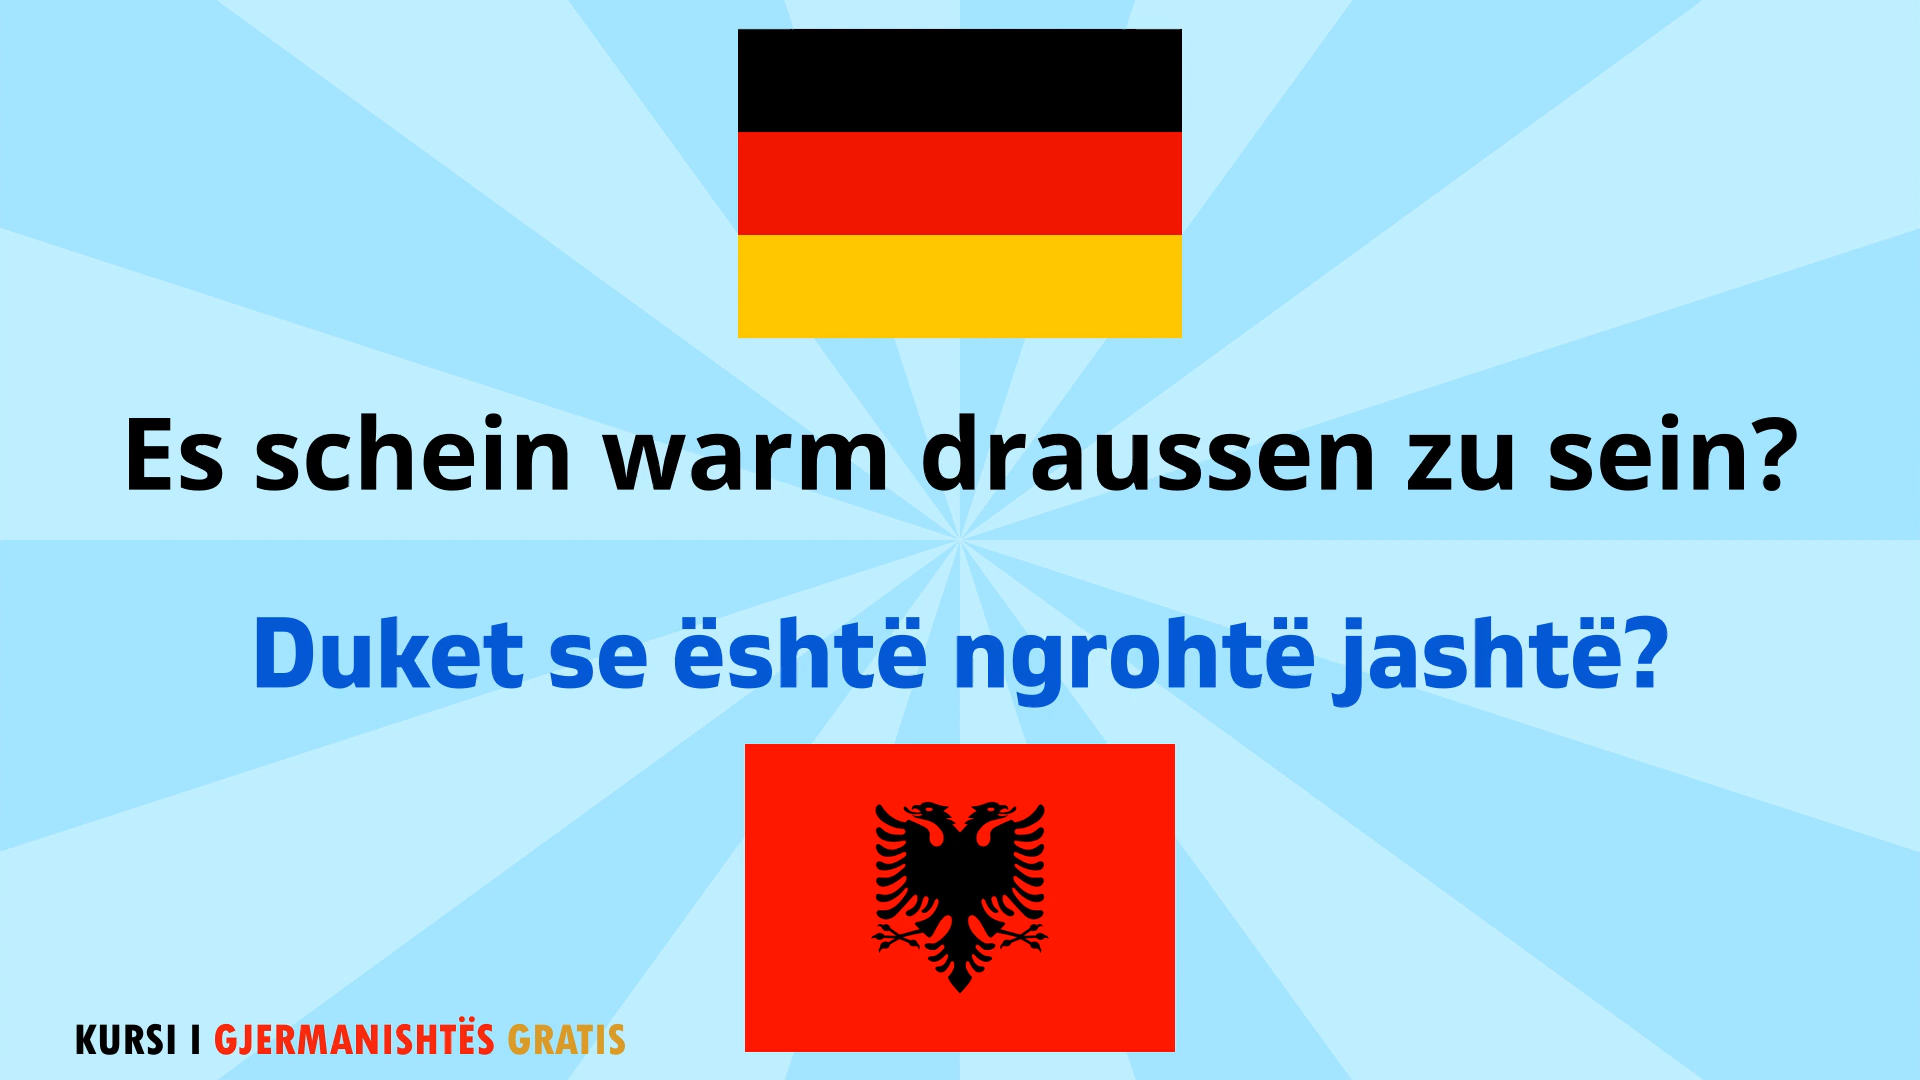 Es schein warm draussen zu sein?
Duket se është ngrohtë jashtë?
KURSI I GJERMANISHTËS GRATIS